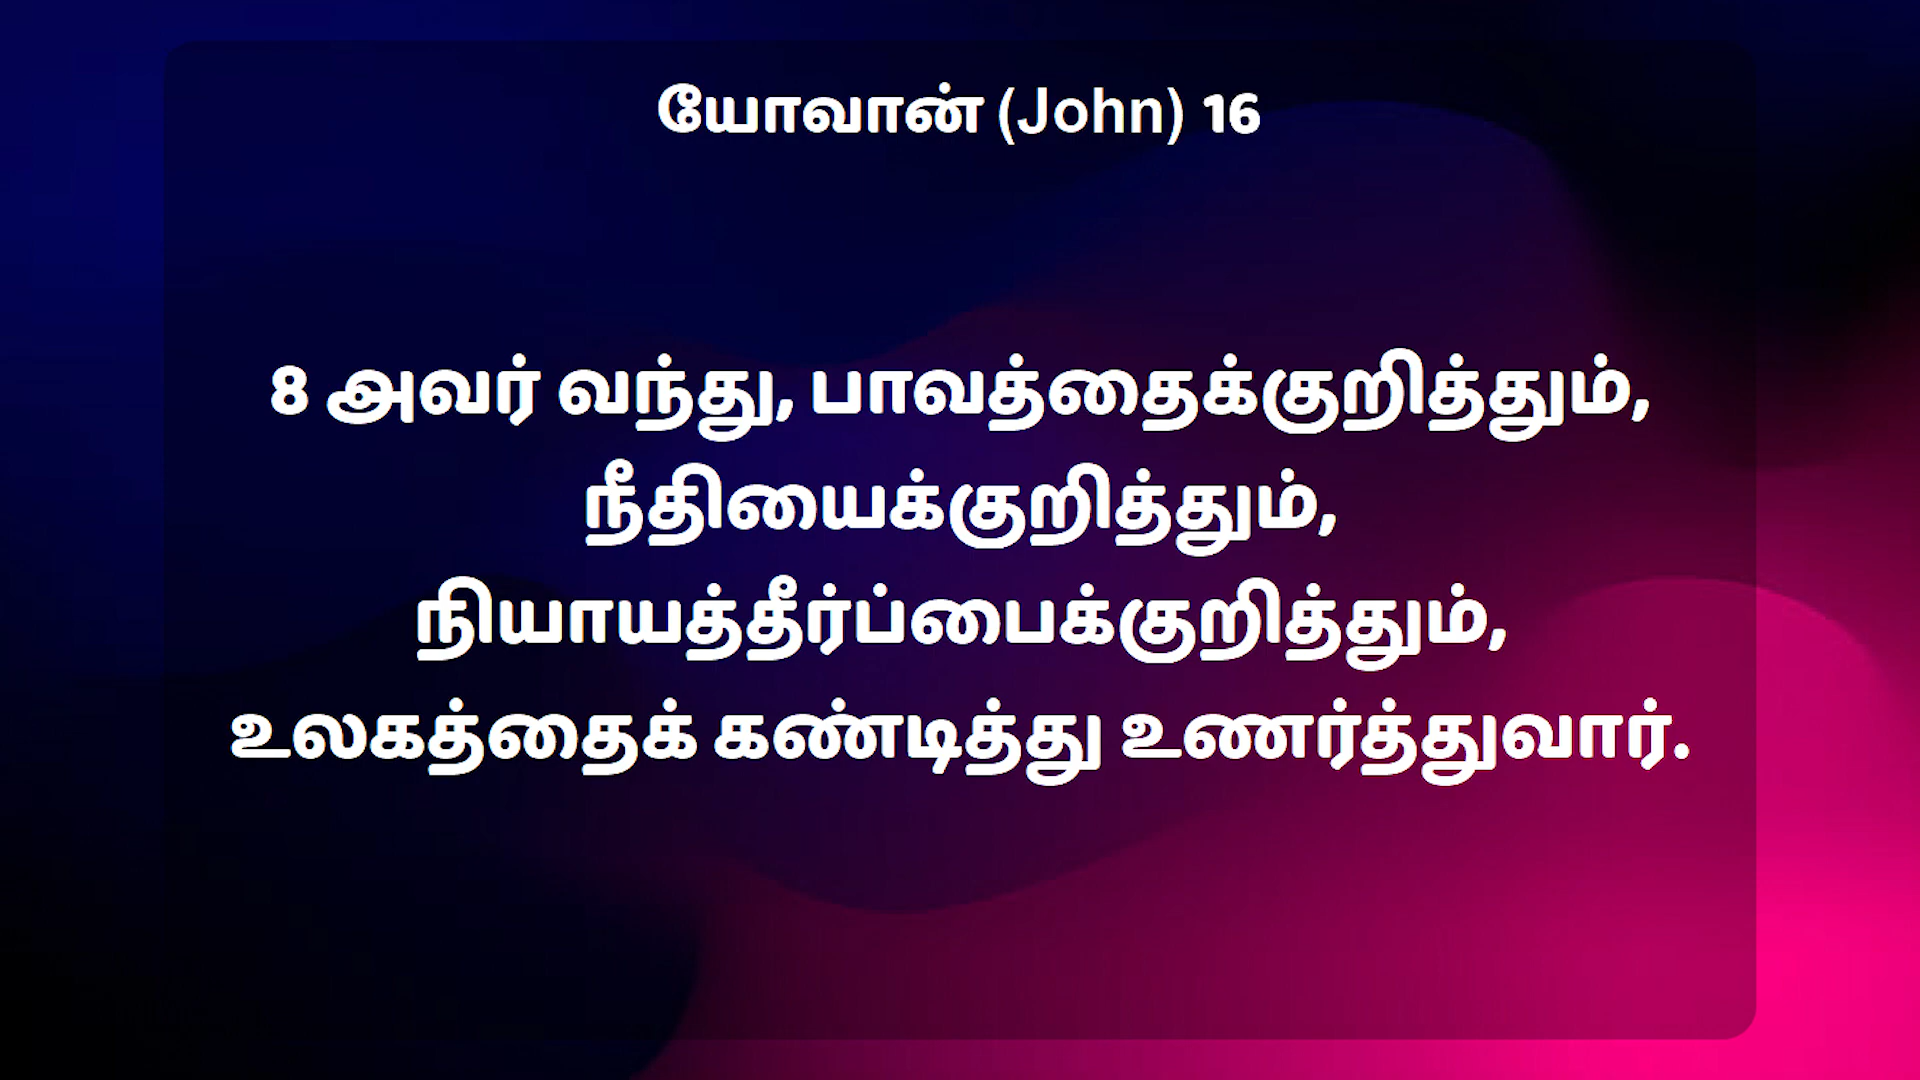 யோவான் (John) 16
8 அவர் வந்து, பாவத்தைக்குறித்தும்,
நீதியைக்குறித்தும்,
நியாயத்தீர்ப்பைக்குறித்தும்,
உலகத்தைக் கண்டித்து உணர்த்துவார்.